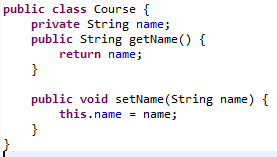 public class Course {
    private String name;
    public String getName() {
        return name;
    }

    public void setName(String name) {
        this.name = name;
    }
}